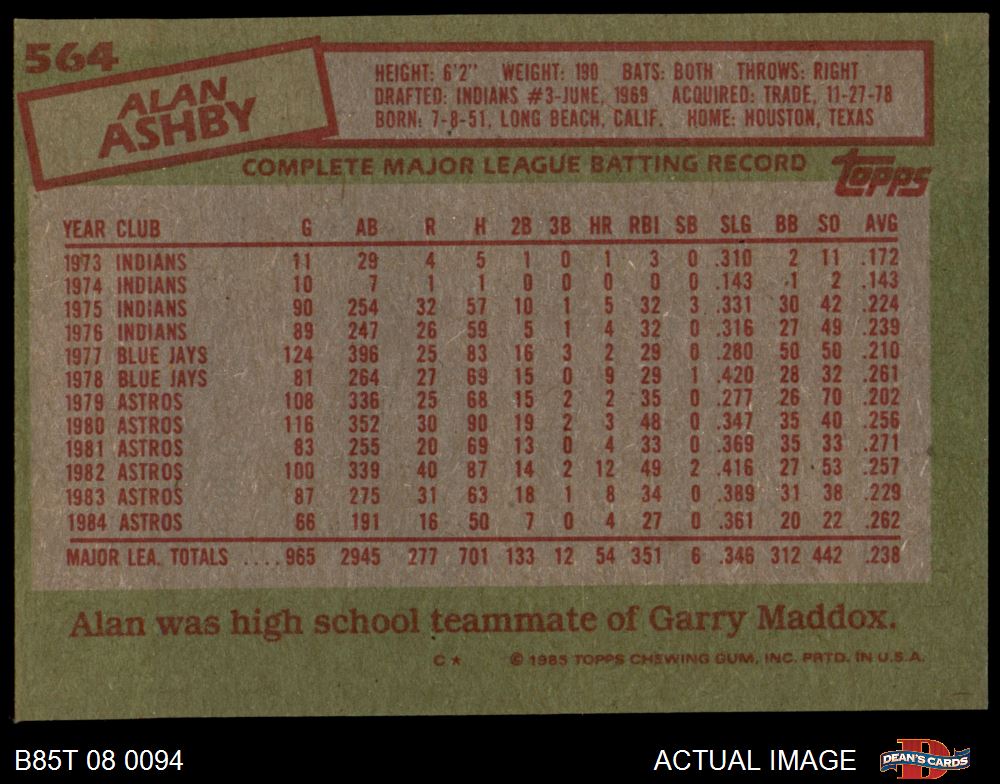 564
ALAN
ASHBY
HEIGHT: 6'2" WEIGHT: 190 BATS: BOTH THROWS: RIGHT
DRAFTED: INDIANS #3-JUNE, 1969 ACQUIRED: TRADE, 11-27-78
BORN: 7-8-51, LONG BEACH, CALIF. HOME: HOUSTON, TEXAS
COMPLETE MAJOR LEAGUE BATTING RECORD
topps
YEAR CLUB G AB R H 2B 3B HR RBI SB SLG BB SO AVG
1973 INDIANS 11 29 4 5 1 0 1 3 0 .310 2 11 .172
1974 INDIANS 10 7 1 1 0 0 0 0 0 .143 1 2 .143
1975 INDIANS 90 254 32 57 10 1 5 32 3 .331 30 42 .224
1976 INDIANS 89 247 26 59 5 1 4 32 0 .316 27 49 .239
1977 BLUE JAYS 124 396 25 83 16 3 2 29 0 .280 50 50 .210
1978 BLUE JAYS 81 264 27 69 15 0 9 29 1 .420 28 32 .261
1979 ASTROS 108 336 25 68 15 2 2 35 0 .277 26 70 .202
1980 ASTROS 116 352 30 90 19 2 3 48 0 .347 35 40 .256
1981 ASTROS 83 255 20 69 13 0 4 33 0 .369 35 33 .271
1982 ASTROS 100 339 40 87 14 2 12 49 2 .416 27 53 .257
1983 ASTROS 87 275 31 63 18 1 8 34 0 .389 31 38 .229
1984 ASTROS 66 191 16 50 7 0 4 27 0 .361 20 22 .262
MAJOR LEA. TOTALS ....965 2945 277 701 133 12 54 351 6 .346 312 442 .238
Alan was high school teammate of Garry Maddox.
C★ © 1985 TOPPS CHEWING GUM, INC. PRTD. IN U.S.A.
B85T 08 0094
ACTUAL IMAGE
D
DEAN'S CARDS